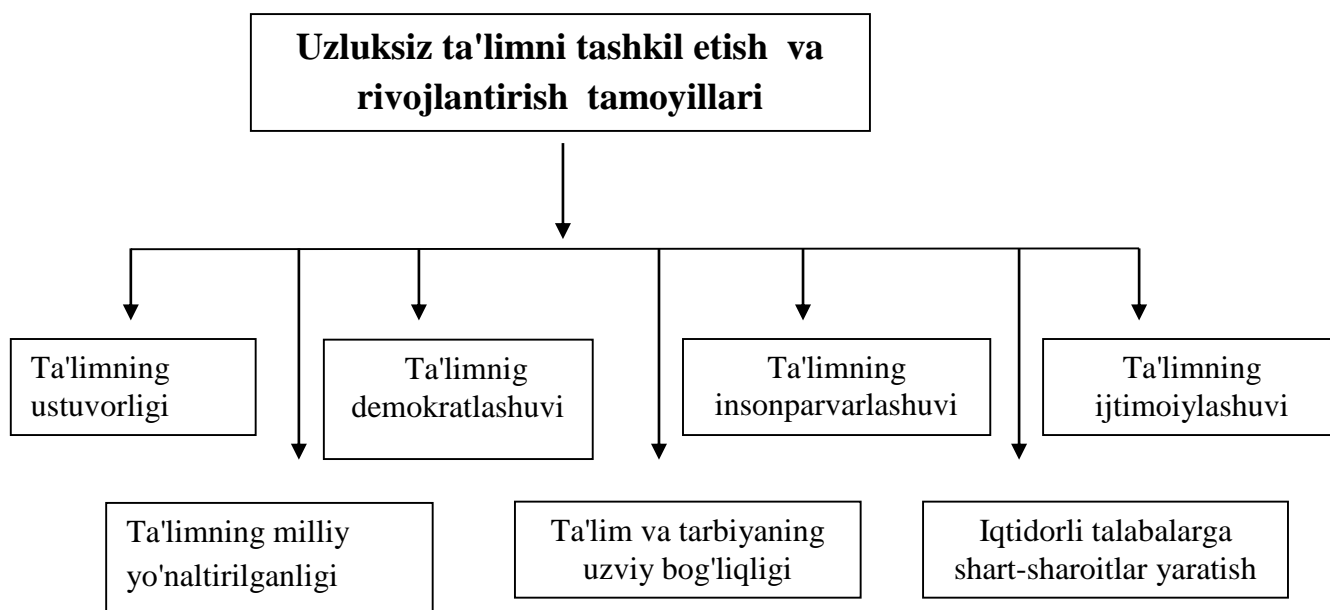 Uzluksiz ta'limni tashkil etish va
rivojlantirish tamoyillari
Ta'limning
ustuvorligi
Ta'limnig
demokratlashuvi
Ta'limning
insonparvarlashuvi
Ta'limning
ijtimoiylashuvi
Ta'limning milliy
yo'naltirilganligi
Ta'lim va tarbiyaning
uzviy bog'liqligi
Iqtidorli talabalarga
shart-sharoitlar yaratish